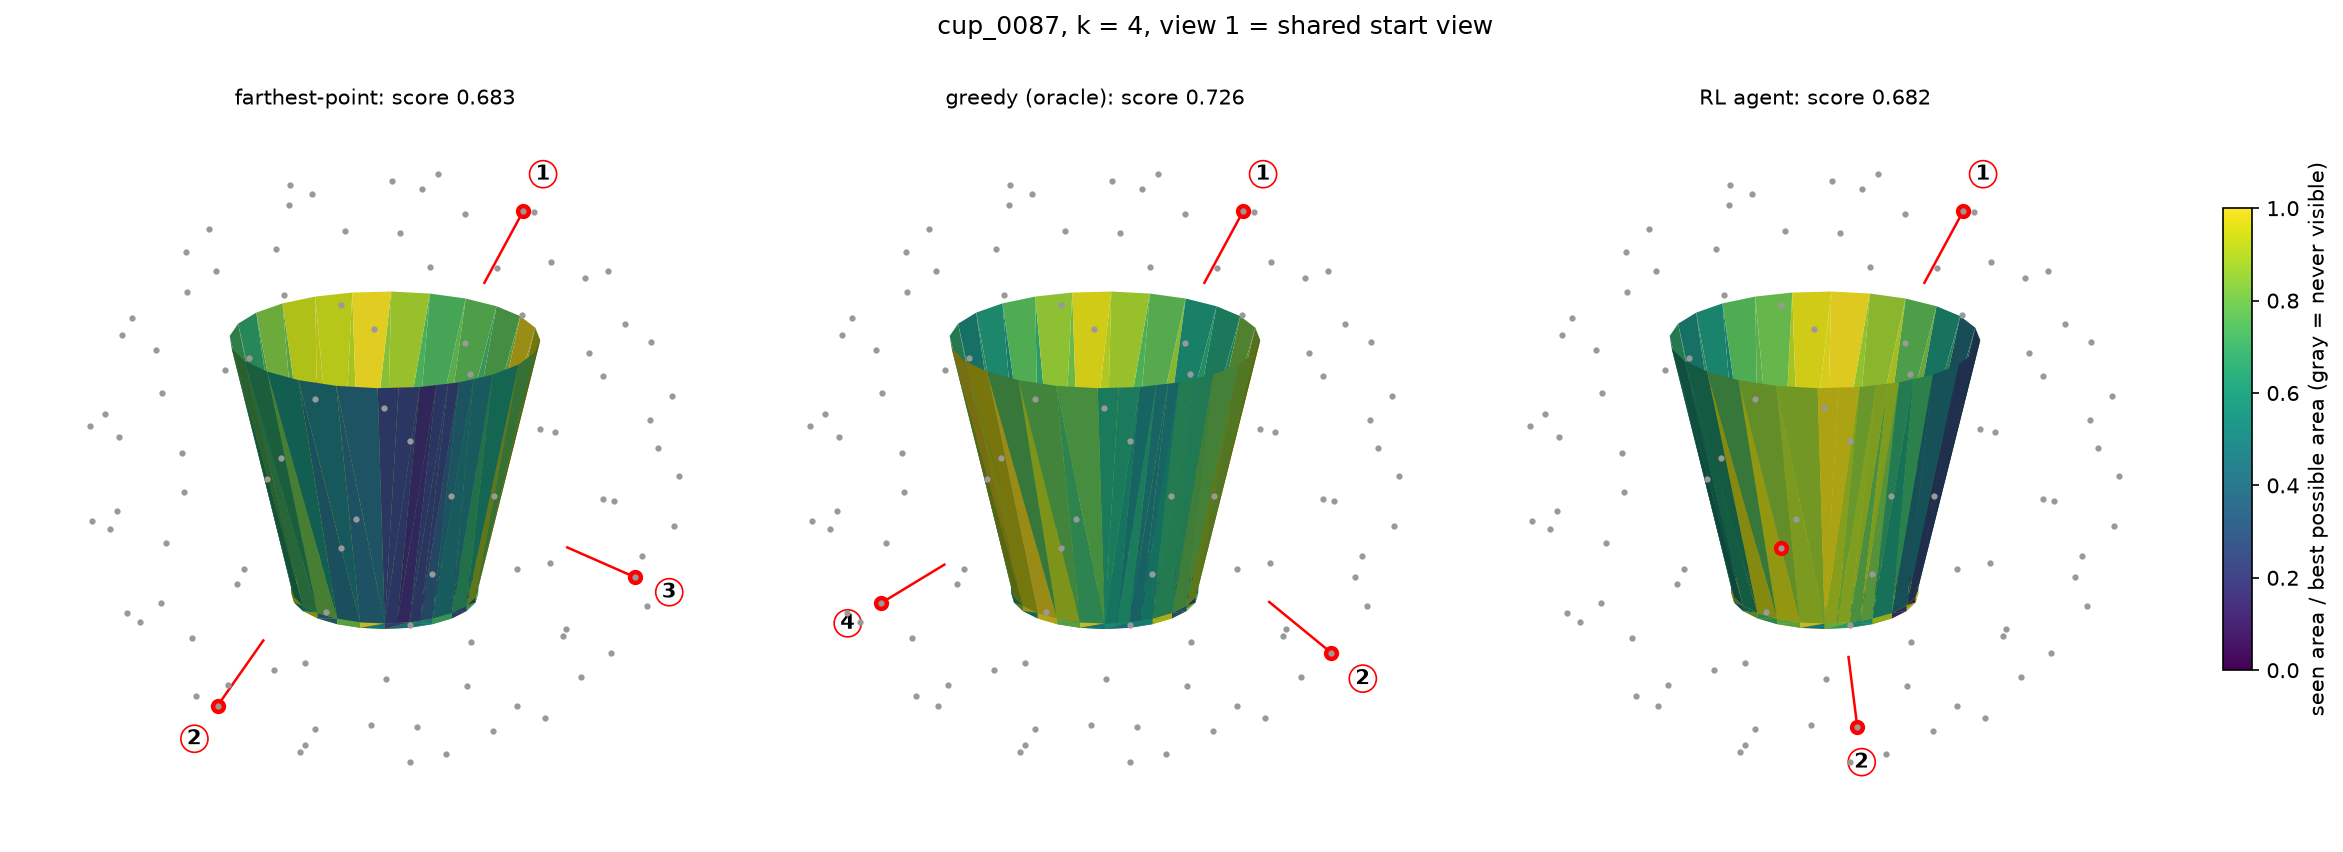 cup_0087, k = 4, view 1 = shared start view
farthest-point: score 0.683
1
3
2
greedy (oracle): score 0.726
1
4
2
RL agent: score 0.682
1
2
1.0
0.8
0.6
0.4
0.2
0.0
seen area / best possible area (gray = never visible)